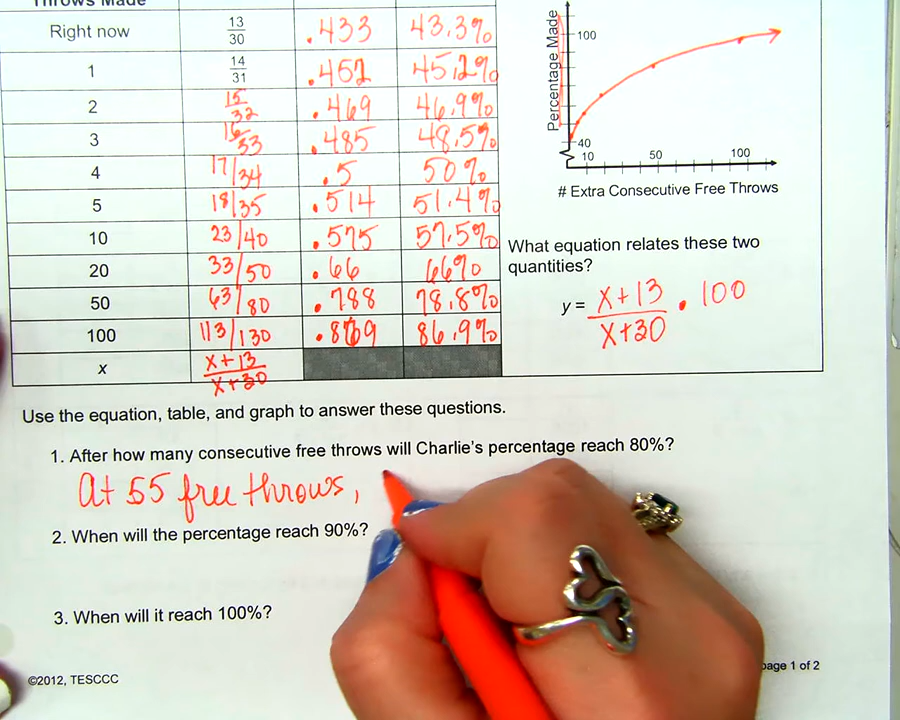 Throws Made
Right now 13/30 .433 43.3%
1 14/31 .452 45.2%
2 15/32 .469 46.9%
3 16/33 .485 48.5%
4 17/34 .5 50%
5 18/35 .514 51.4%
10 23/40 .575 57.5%
20 33/50 .66 66%
50 63/80 .788 78.8%
100 113/130 .869 86.9%
x x+13/x+30
Percentage Made
100
40
10 50 100
# Extra Consecutive Free Throws
What equation relates these two
quantities?
y = x+13/x+30 • 100
Use the equation, table, and graph to answer these questions.
1. After how many consecutive free throws will Charlie's percentage reach 80%?
At 55 free throws,
2. When will the percentage reach 90%?
3. When will it reach 100%?
©2012, TESCCC
page 1 of 2